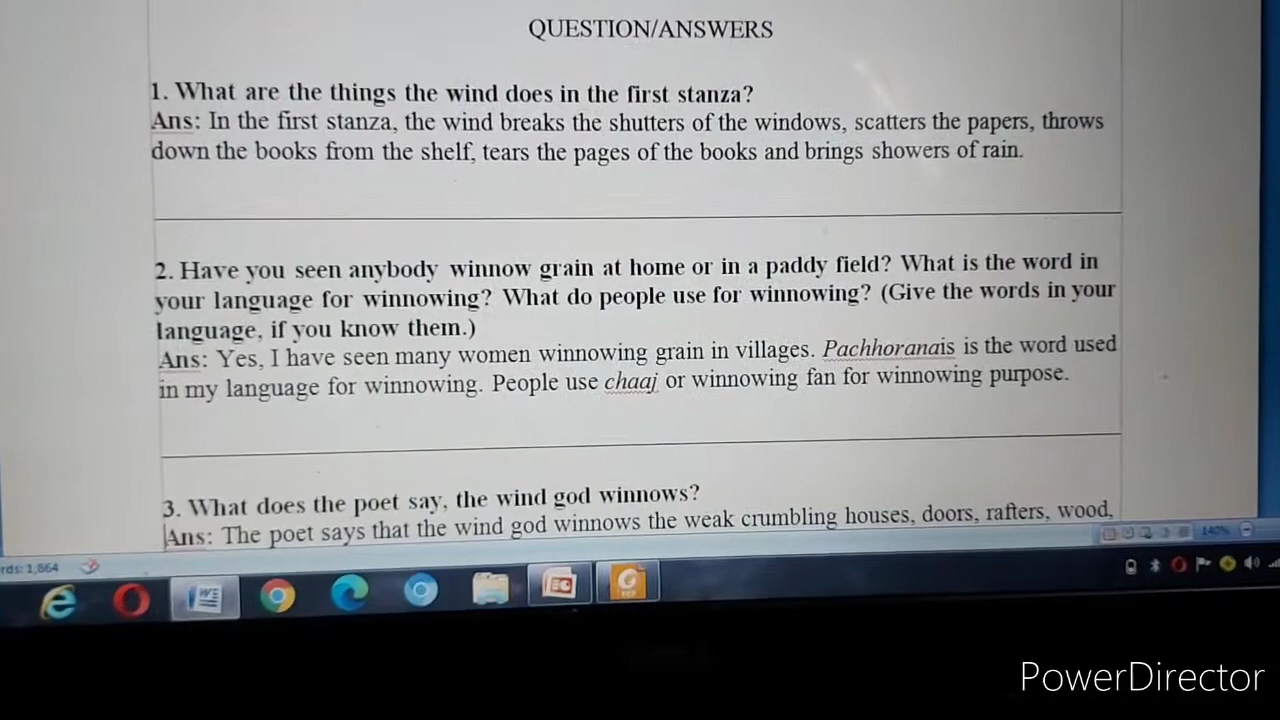 QUESTION/ANSWERS
1. What are the things the wind does in the first stanza?
Ans: In the first stanza, the wind breaks the shutters of the windows, scatters the papers, throws
down the books from the shelf, tears the pages of the books and brings showers of rain.
2. Have you seen anybody winnow grain at home or in a paddy field? What is the word in
your language for winnowing? What do people use for winnowing? (Give the words in your
language, if you know them.)
Ans: Yes, I have seen many women winnowing grain in villages. Pachhoranais is the word used
in my language for winnowing. People use chaaj or winnowing fan for winnowing purpose.
3. What does the poet say, the wind god winnows?
Ans: The poet says that the wind god winnows the weak crumbling houses, doors, rafters, wood,
rds: 1,864
140%
PowerDirector